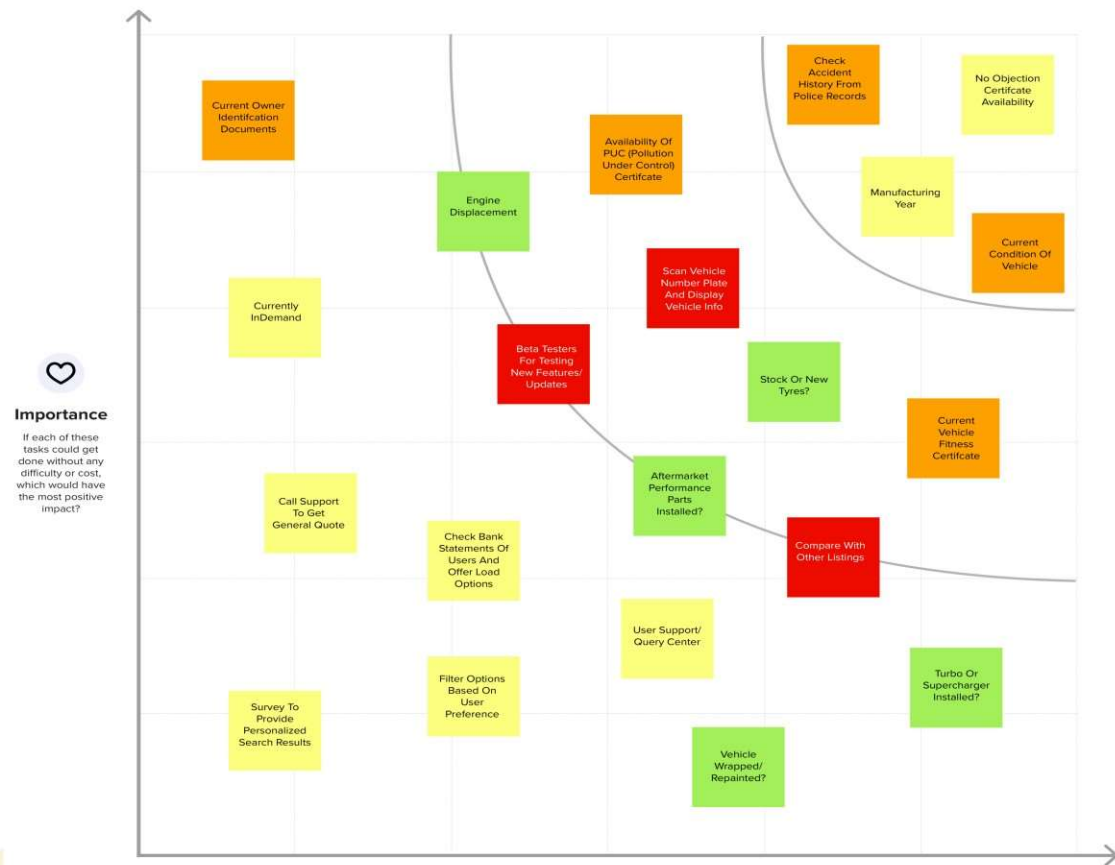 Check
Accident
History From
Police Records
No Objection
Certifcate
Availability
Current Owner
Identifcation
Documents
Availability Of
PUC (Pollution
Under Control)
Certifcate
Manufacturing
Year
Engine
Displacement
Current
Condition Of
Vehicle
Scan Vehicle
Number Plate
And Display
Vehicle Info
Currently
InDemand
Beta Testers
For Testing
New Features/
Updates
Stock Or New
Tyres?
Importance
If each of these
tasks could get
done without any
difficulty or cost,
which would have
the most positive
impact?
Current
Vehicle
Fitness
Certifcate
Aftermarket
Performance
Parts
Installed?
Call Support
To Get
General Quote
Check Bank
Statements Of
Users And
Offer Load
Options
Compare With
Other Listings
User Support/
Query Center
Filter Options
Based On
User
Preference
Turbo Or
Supercharger
Installed?
Survey To
Provide
Personalized
Search Results
Vehicle
Wrapped/
Repainted?